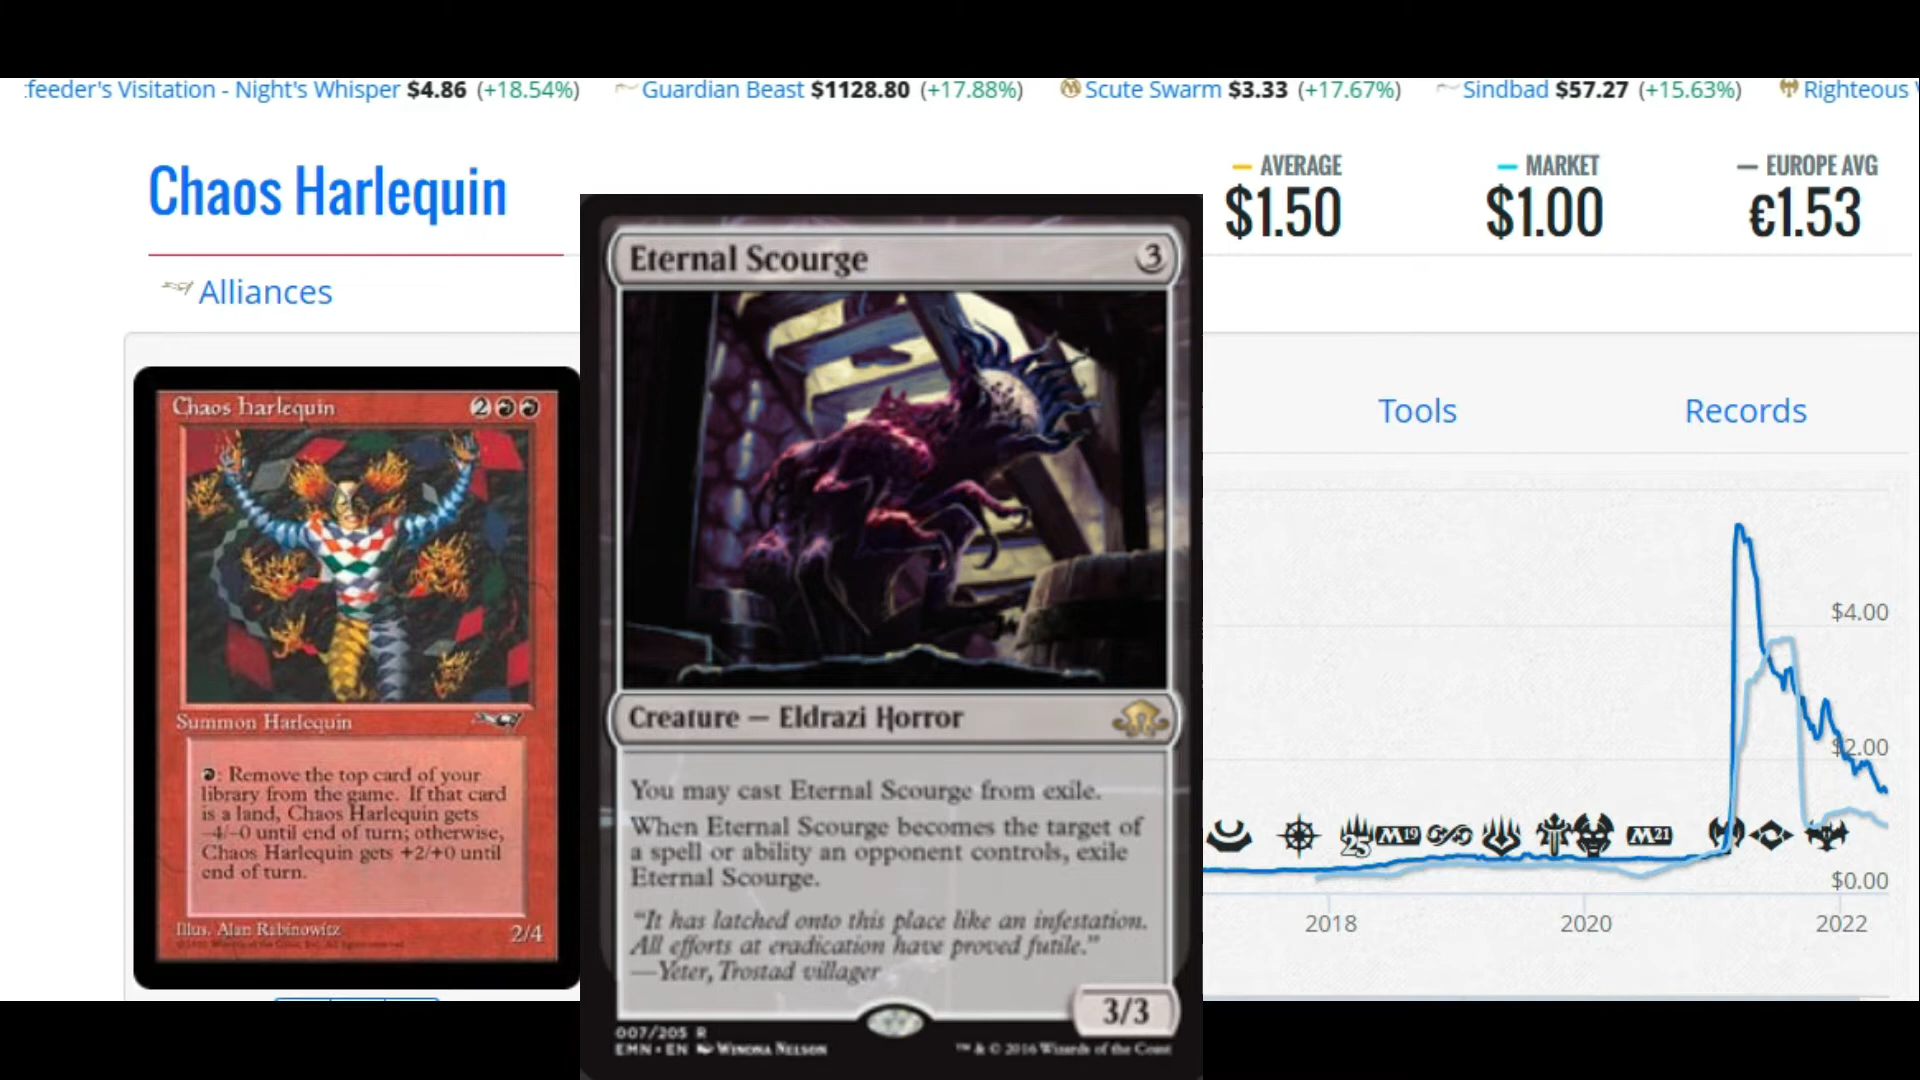 :feeder's Visitation - Night's Whisper $4.86 (+18.54%) Guardian Beast $1128.80 (+17.88%) Scute Swarm $3.33 (+17.67%) Sindbad $57.27 (+15.63%) Righteous
Chaos Harlequin
AVERAGE
$1.50
MARKET
$1.00
EUROPE AVG
€1.53
Alliances
Tools
Records
Chaos Harlequin 2
Summon Harlequin
: Remove the top card of your
library from the game. If that card
is a land, Chaos Harlequin gets
-4/-0 until end of turn; otherwise,
Chaos Harlequin gets +2/+0 until
end of turn.
Illus. Alan Rabinowitz
2/4
Eternal Scourge 3
Creature — Eldrazi Horror
You may cast Eternal Scourge from exile.
When Eternal Scourge becomes the target of
a spell or ability an opponent controls, exile
Eternal Scourge.
"It has latched onto this place like an infestation.
All efforts at eradication have proved futile."
—Yeter, Trostad villager
3/3
007/205 R
EMN • EN Winona Nelson
™ & © 2016 Wizards of the Coast
$4.00
$2.00
$0.00
25
M19
M21
2018
2020
2022